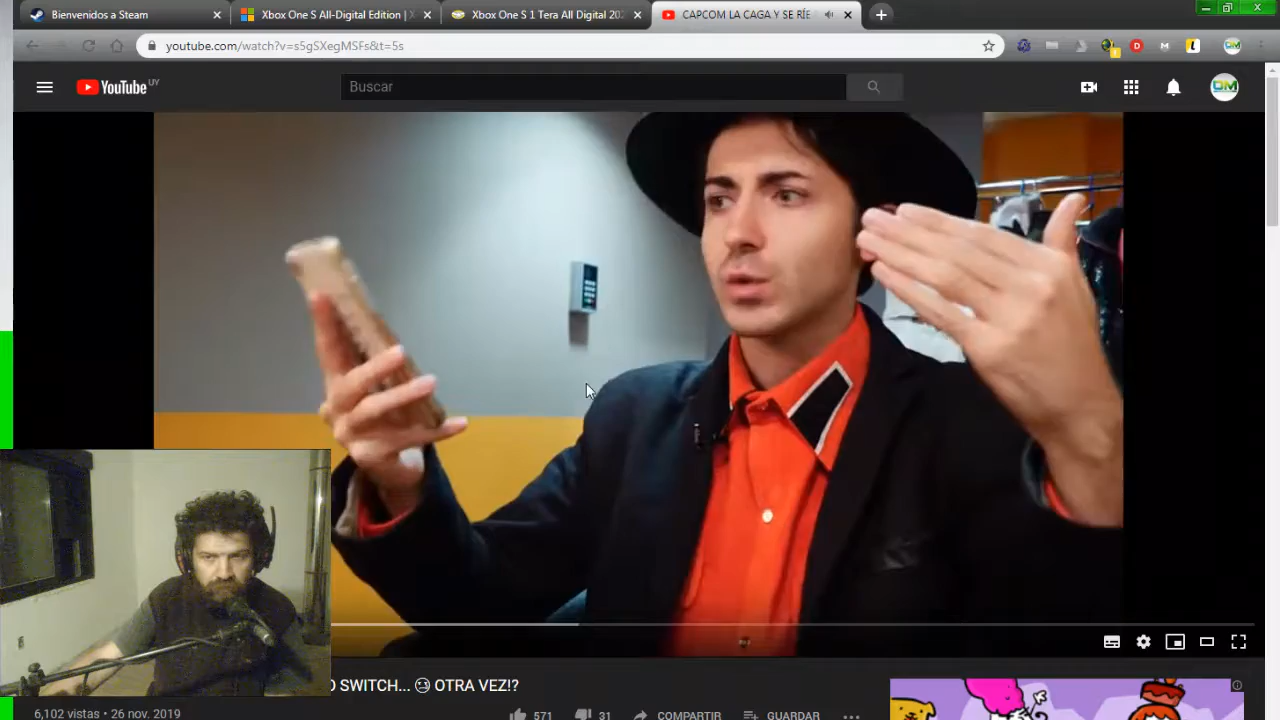 Bienvenidos a Steam
Xbox One S All-Digital Edition | X
Xbox One S 1 Tera All Digital 202
CAPCOM LA CAGA Y SE RÍE
youtube.com/watch?v=s5gSXegMSFs&t=5s
YouTube UY
Buscar
OM
SWITCH... OTRA VEZ!?
6,102 vistas • 26 nov. 2019
571
31
COMPARTIR
GUARDAR